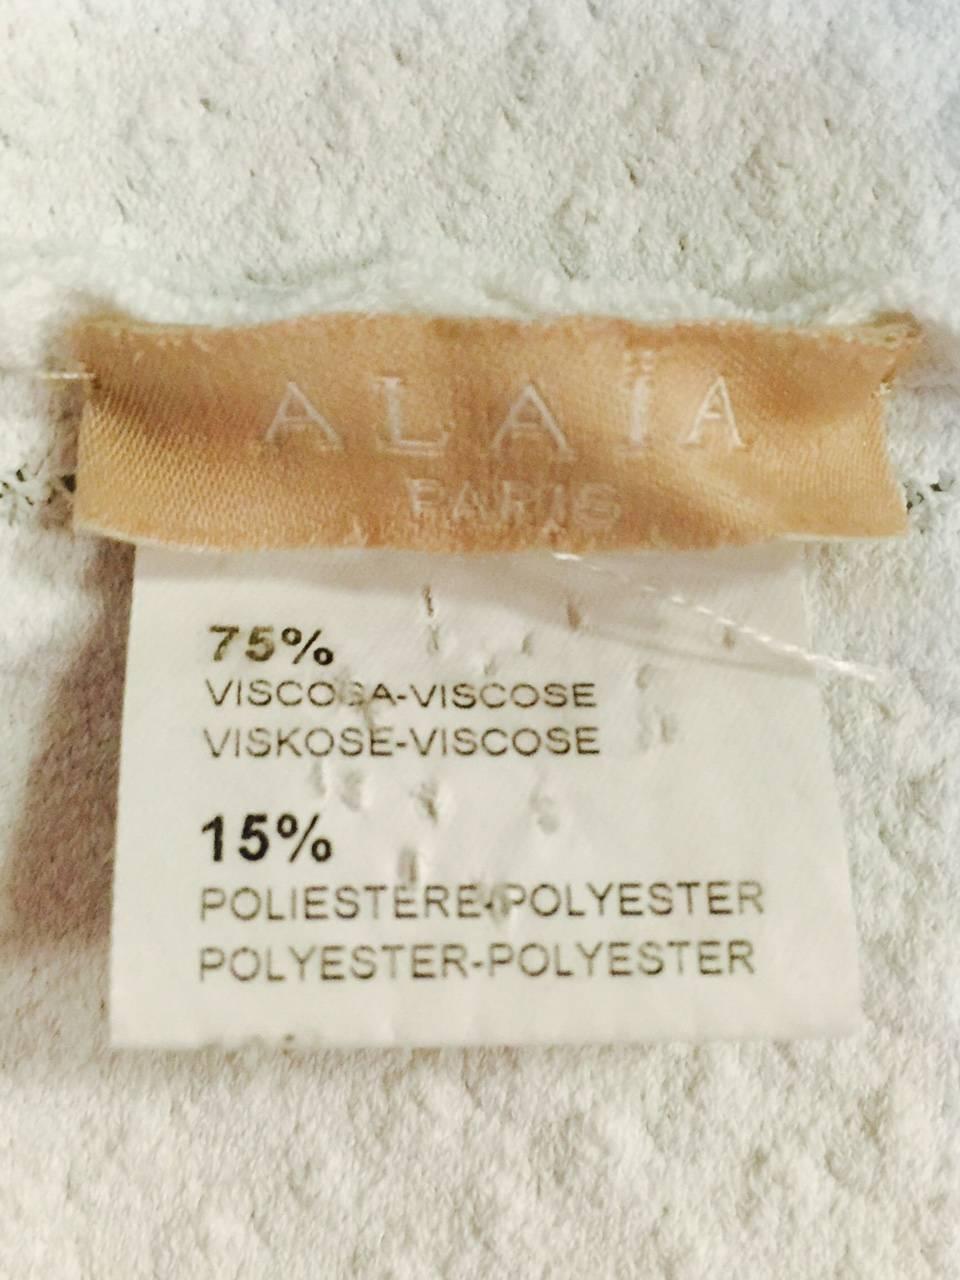 ALAÏA
PARIS
75%
VISCOSA-VISCOSE
VISKOSE-VISCOSE
15%
POLIESTERE-POLYESTER
POLYESTER-POLYESTER